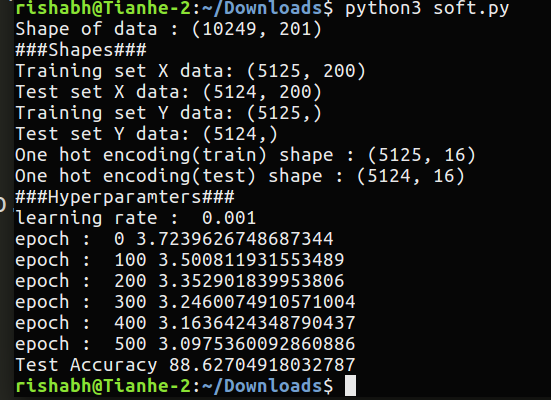 rishabh@Tianhe-2:~/Downloads$ python3 soft.py
Shape of data : (10249, 201)
###Shapes###
Training set X data: (5125, 200)
Test set X data: (5124, 200)
Training set Y data: (5125,)
Test set Y data: (5124,)
One hot encoding(train) shape : (5125, 16)
One hot encoding(test) shape : (5124, 16)
###Hyperparamters###
learning rate :  0.001
epoch :  0 3.7239626748687344
epoch :  100 3.500811931553489
epoch :  200 3.352901839953806
epoch :  300 3.2460074910571004
epoch :  400 3.1636424348790437
epoch :  500 3.0975360092860886
Test Accuracy 88.62704918032787
rishabh@Tianhe-2:~/Downloads$